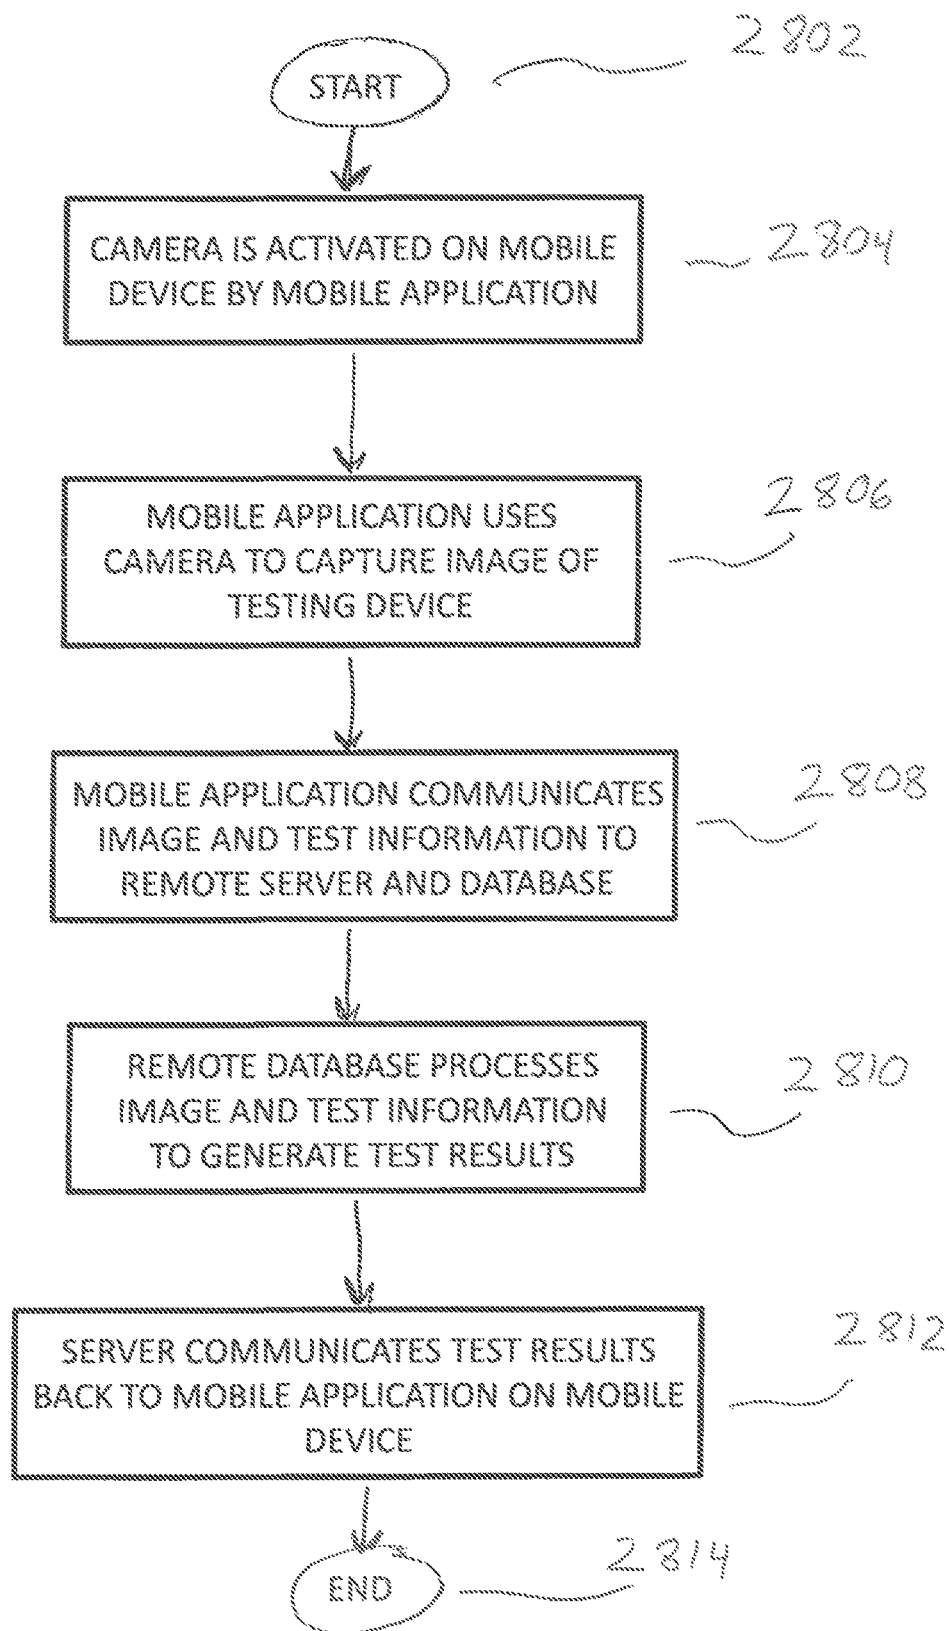 START
2802
CAMERA IS ACTIVATED ON MOBILE
DEVICE BY MOBILE APPLICATION
2804
MOBILE APPLICATION USES
CAMERA TO CAPTURE IMAGE OF
TESTING DEVICE
2806
MOBILE APPLICATION COMMUNICATES
IMAGE AND TEST INFORMATION TO
REMOTE SERVER AND DATABASE
2808
REMOTE DATABASE PROCESSES
IMAGE AND TEST INFORMATION
TO GENERATE TEST RESULTS
2810
SERVER COMMUNICATES TEST RESULTS
BACK TO MOBILE APPLICATION ON MOBILE
DEVICE
2812
END
2814